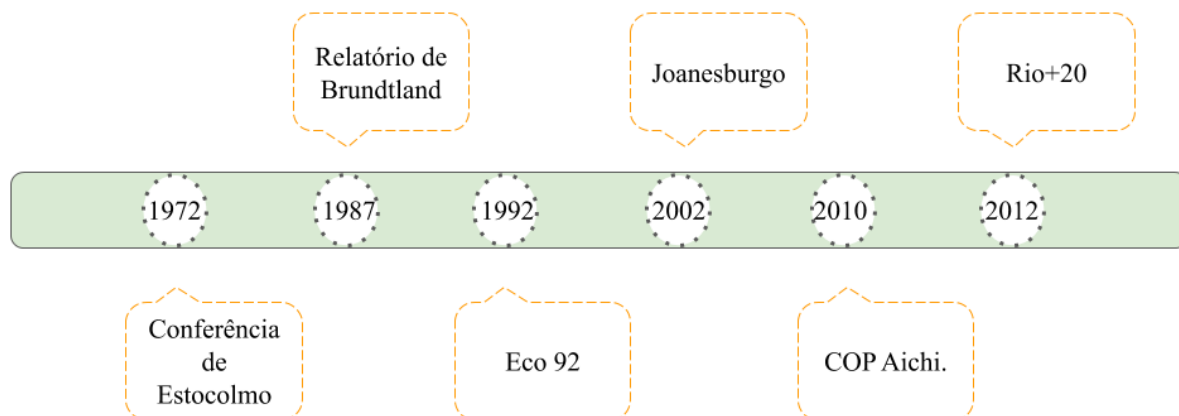 Relatório de
Brundtland
Joanesburgo
Rio+20
1972
1987
1992
2002
2010
2012
Conferência
de
Estocolmo
Eco 92
COP Aichi.